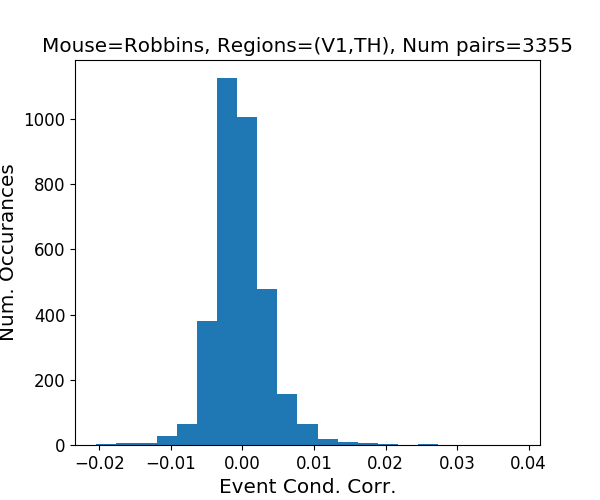 Mouse=Robbins, Regions=(V1,TH), Num pairs=3355
Num. Occurances
1000
800
600
400
200
0
−0.02 −0.01 0.00 0.01 0.02 0.03 0.04
Event Cond. Corr.